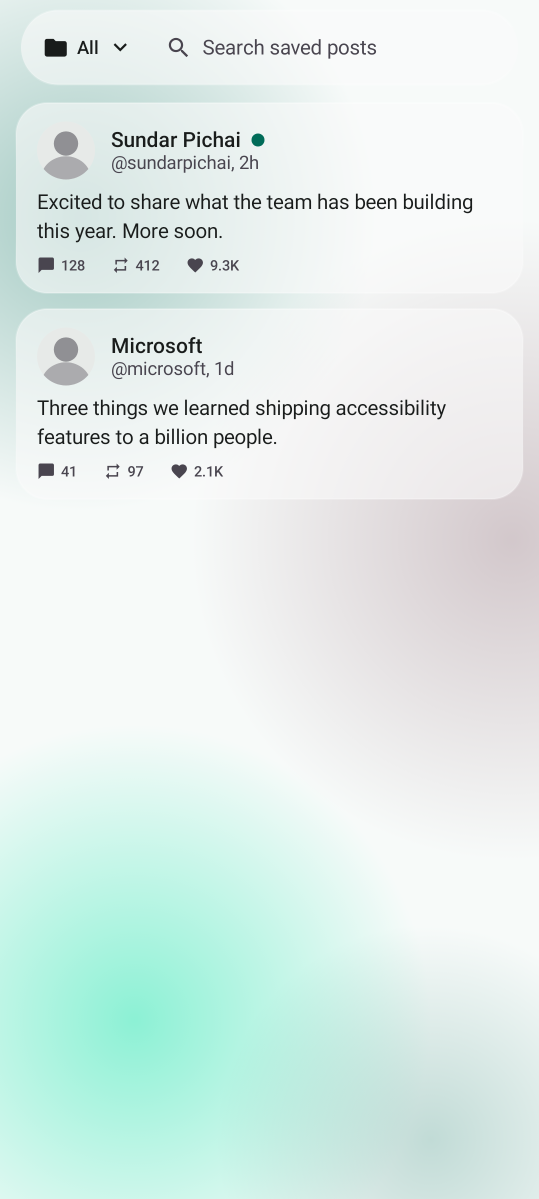 All
Search saved posts
Sundar Pichai
@sundarpichai, 2h
Excited to share what the team has been building
this year. More soon.
128 412 9.3K
Microsoft
@microsoft, 1d
Three things we learned shipping accessibility
features to a billion people.
41 97 2.1K